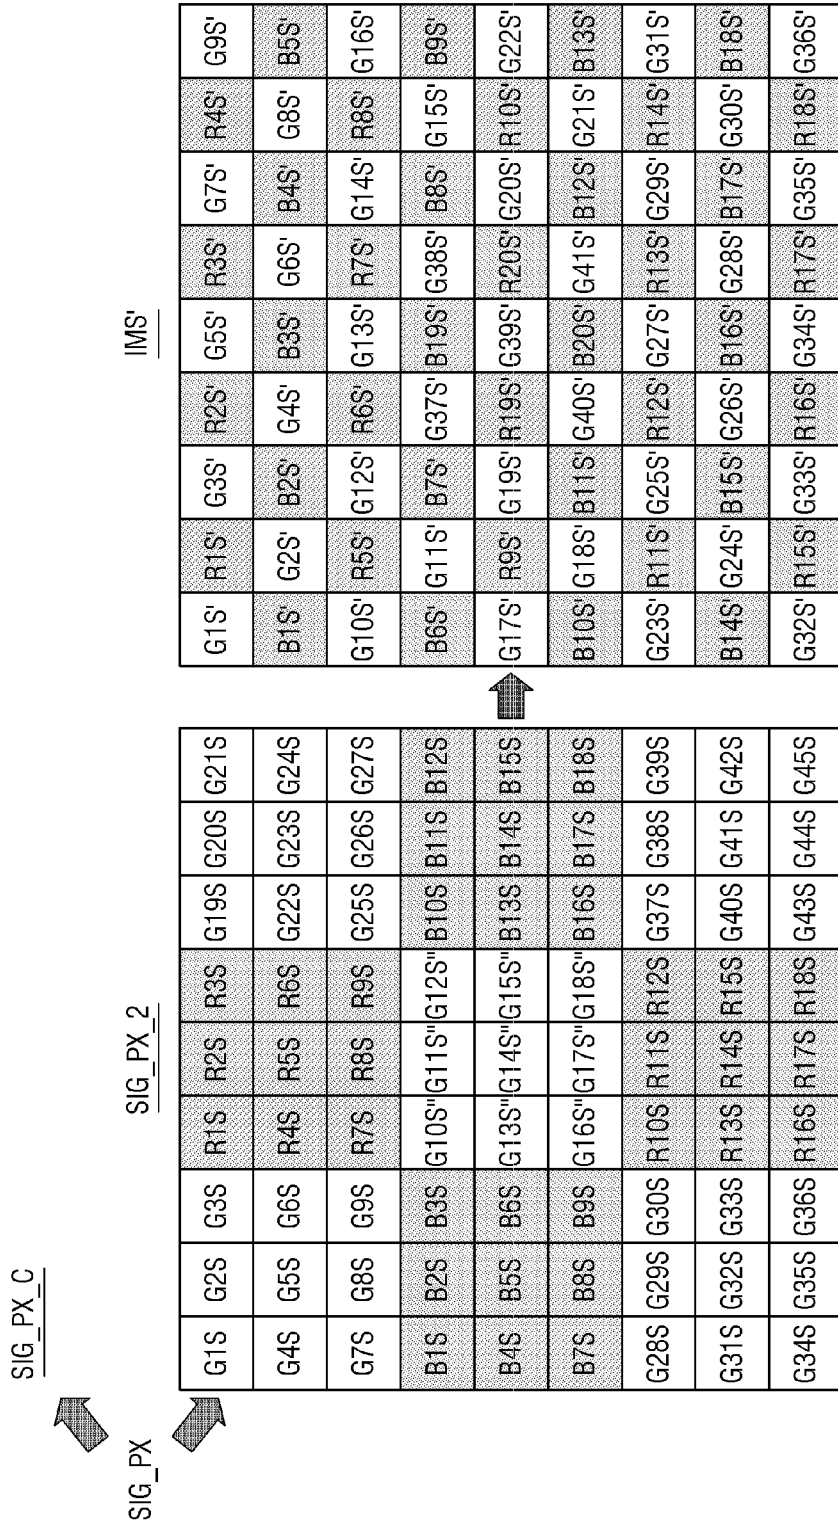 SIG_PX_C
SIG_PX
SIG_PX_2
G1S G2S G3S R1S R2S R3S G19S G20S G21S
G4S G5S G6S R4S R5S R6S G22S G23S G24S
G7S G8S G9S R7S R8S R9S G25S G26S G27S
B1S B2S B3S G10S" G11S" G12S" B10S B11S B12S
B4S B5S B6S G13S" G14S" G15S" B13S B14S B15S
B7S B8S B9S G16S" G17S" G18S" B16S B17S B18S
G28S G29S G30S R10S R11S R12S G37S G38S G39S
G31S G32S G33S R13S R14S R15S G40S G41S G42S
G34S G35S G36S R16S R17S R18S G43S G44S G45S
IMS'
G1S' R1S' G3S' R2S' G5S' R3S' G7S' R4S' G9S'
B1S' G2S' B2S' G4S' B3S' G6S' B4S' G8S' B5S'
G10S' R5S' G12S' R6S' G13S' R7S' G14S' R8S' G16S'
B6S' G11S' B7S' G37S' B19S' G38S' B8S' G15S' B9S'
G17S' R9S' G19S' R19S' G39S' R20S' G20S' R10S' G22S'
B10S' G18S' B11S' G40S' B20S' G41S' B12S' G21S' B13S'
G23S' R11S' G25S' R12S' G27S' R13S' G29S' R14S' G31S'
B14S' G24S' B15S' G26S' B16S' G28S' B17S' G30S' B18S'
G32S' R15S' G33S' R16S' G34S' R17S' G35S' R18S' G36S'